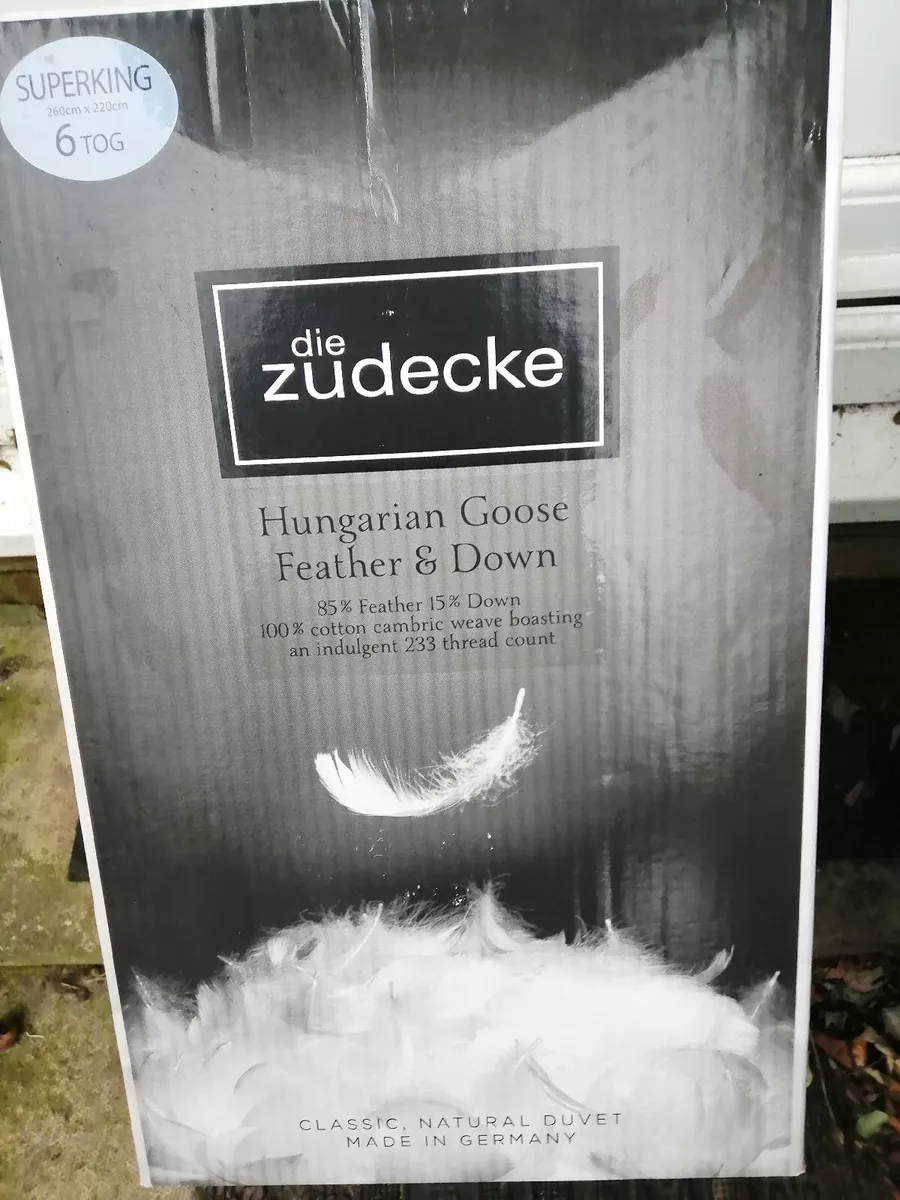 SUPERKING
260cm x 220cm
6 TOG
die
zudecke
Hungarian Goose
Feather & Down
85% Feather 15% Down
100% cotton cambric weave boasting
an indulgent 233 thread count
CLASSIC, NATURAL DUVET
MADE IN GERMANY